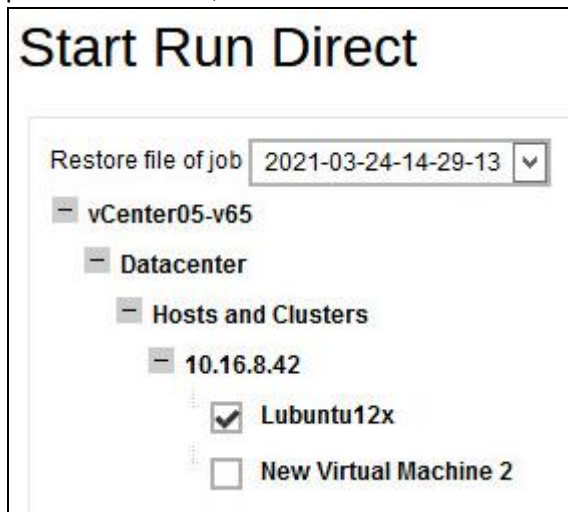 Start Run Direct
Restore file of job 2021-03-24-14-29-13
vCenter05-v65
Datacenter
Hosts and Clusters
10.16.8.42
Lubuntu12x
New Virtual Machine 2